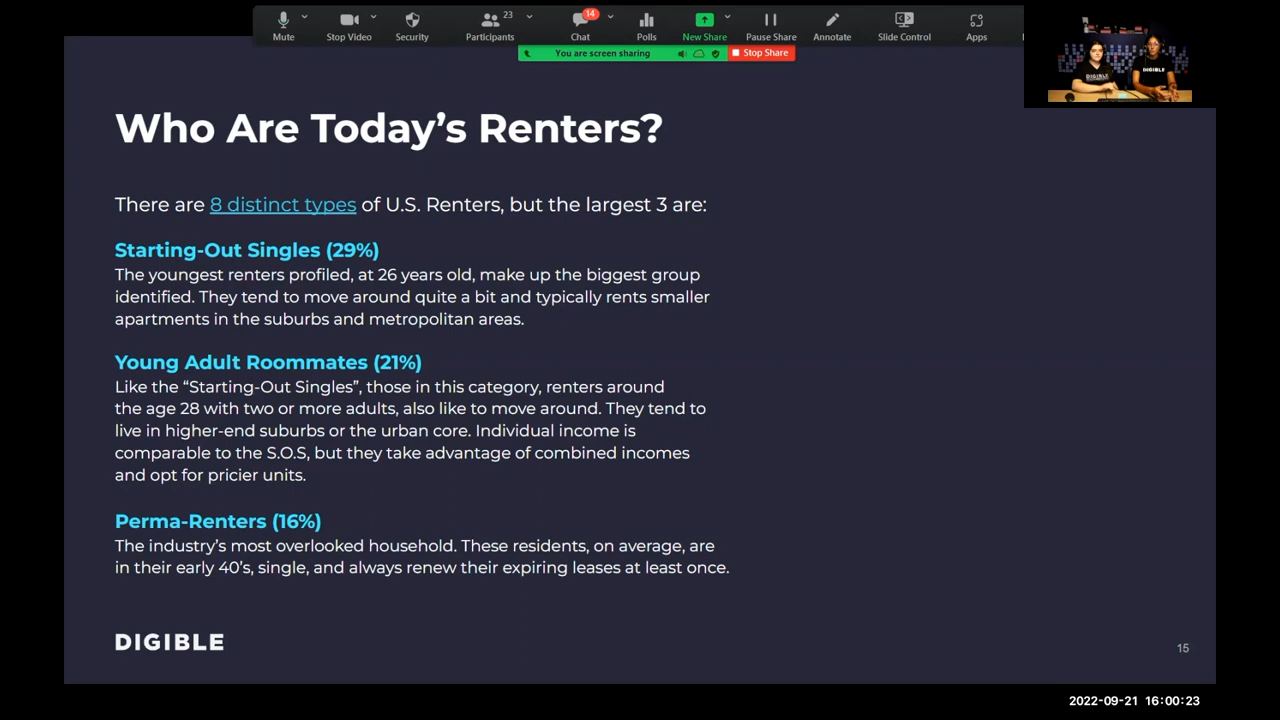 23
14
Mute
Stop Video
Security
Participants
Chat
Polls
New Share
Pause Share
Annotate
Slide Control
Apps
You are screen sharing
Stop Share
DIGIBLE
DIGIBLE
Who Are Today’s Renters?
There are 8 distinct types of U.S. Renters, but the largest 3 are:
Starting-Out Singles (29%)
The youngest renters profiled, at 26 years old, make up the biggest group
identified. They tend to move around quite a bit and typically rents smaller
apartments in the suburbs and metropolitan areas.
Young Adult Roommates (21%)
Like the “Starting-Out Singles”, those in this category, renters around
the age 28 with two or more adults, also like to move around. They tend to
live in higher-end suburbs or the urban core. Individual income is
comparable to the S.O.S, but they take advantage of combined incomes
and opt for pricier units.
Perma-Renters (16%)
The industry’s most overlooked household. These residents, on average, are
in their early 40’s, single, and always renew their expiring leases at least once.
DIGIBLE
15
2022-09-21 16:00:23